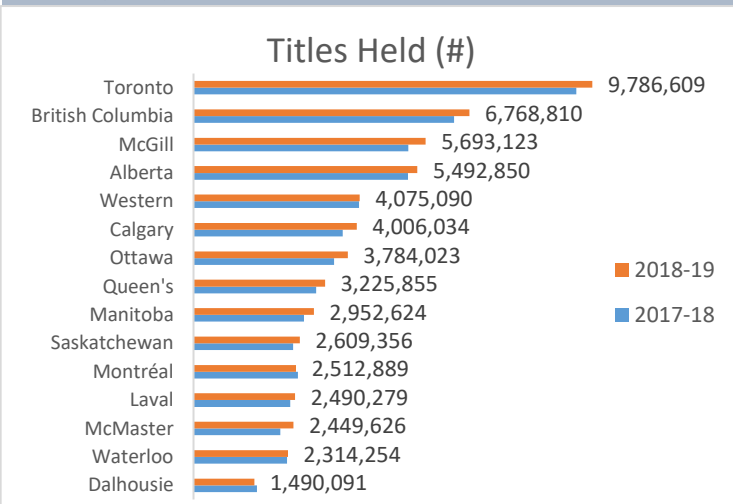 Titles Held (#)
Toronto 9,786,609
British Columbia 6,768,810
McGill 5,693,123
Alberta 5,492,850
Western 4,075,090
Calgary 4,006,034
Ottawa 3,784,023
Queen's 3,225,855
Manitoba 2,952,624
Saskatchewan 2,609,356
Montréal 2,512,889
Laval 2,490,279
McMaster 2,449,626
Waterloo 2,314,254
Dalhousie 1,490,091
2018-19
2017-18